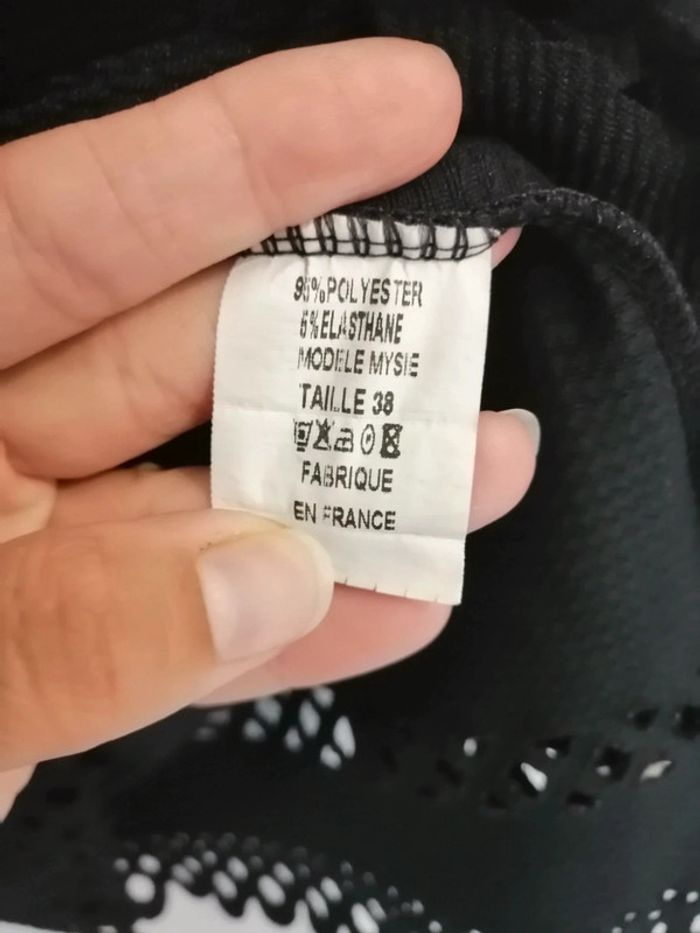 95%POLYESTER
5%ELASTHANE
MODELE MYSIE
TAILLE 38
FABRIQUE
EN FRANCE